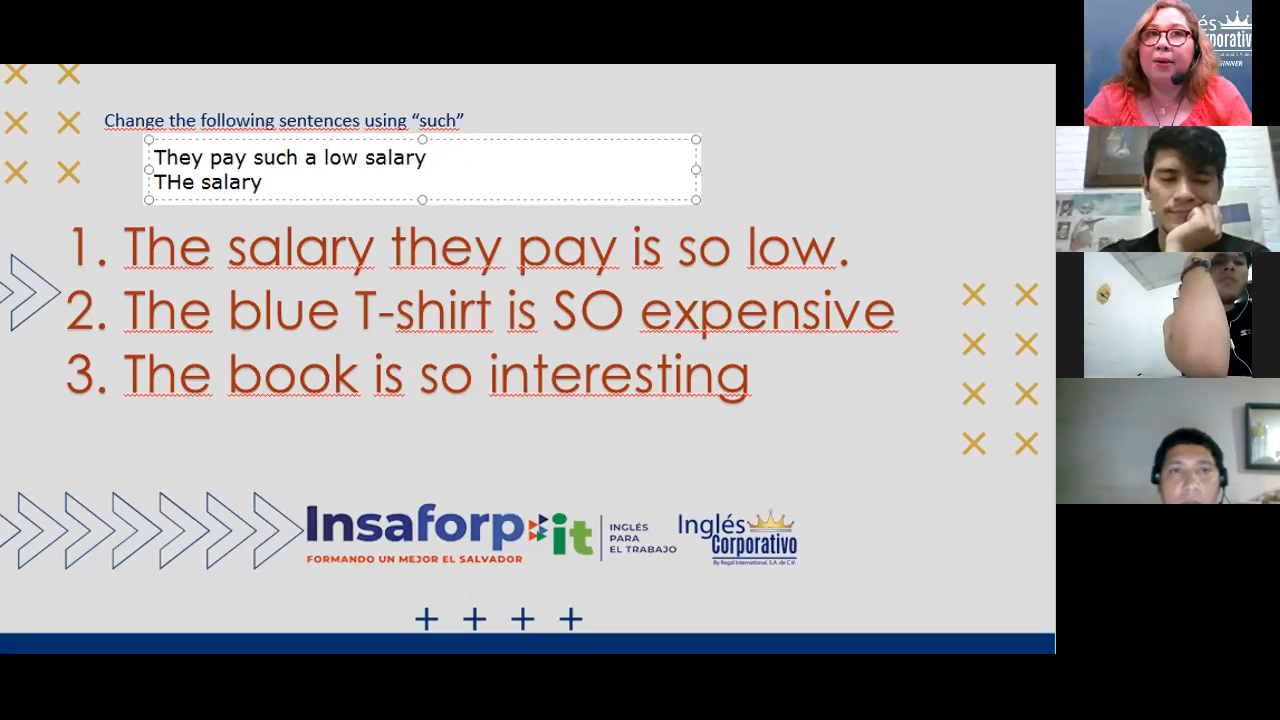 Change the following sentences using “such”
They pay such a low salary
THe salary
1. The salary they pay is so low.
2. The blue T-shirt is SO expensive
3. The book is so interesting
Insaforp it
FORMANDO UN MEJOR EL SALVADOR
INGLÉS
PARA
EL TRABAJO
Inglés
Corporativo
By Regal International, S.A. de C.V.